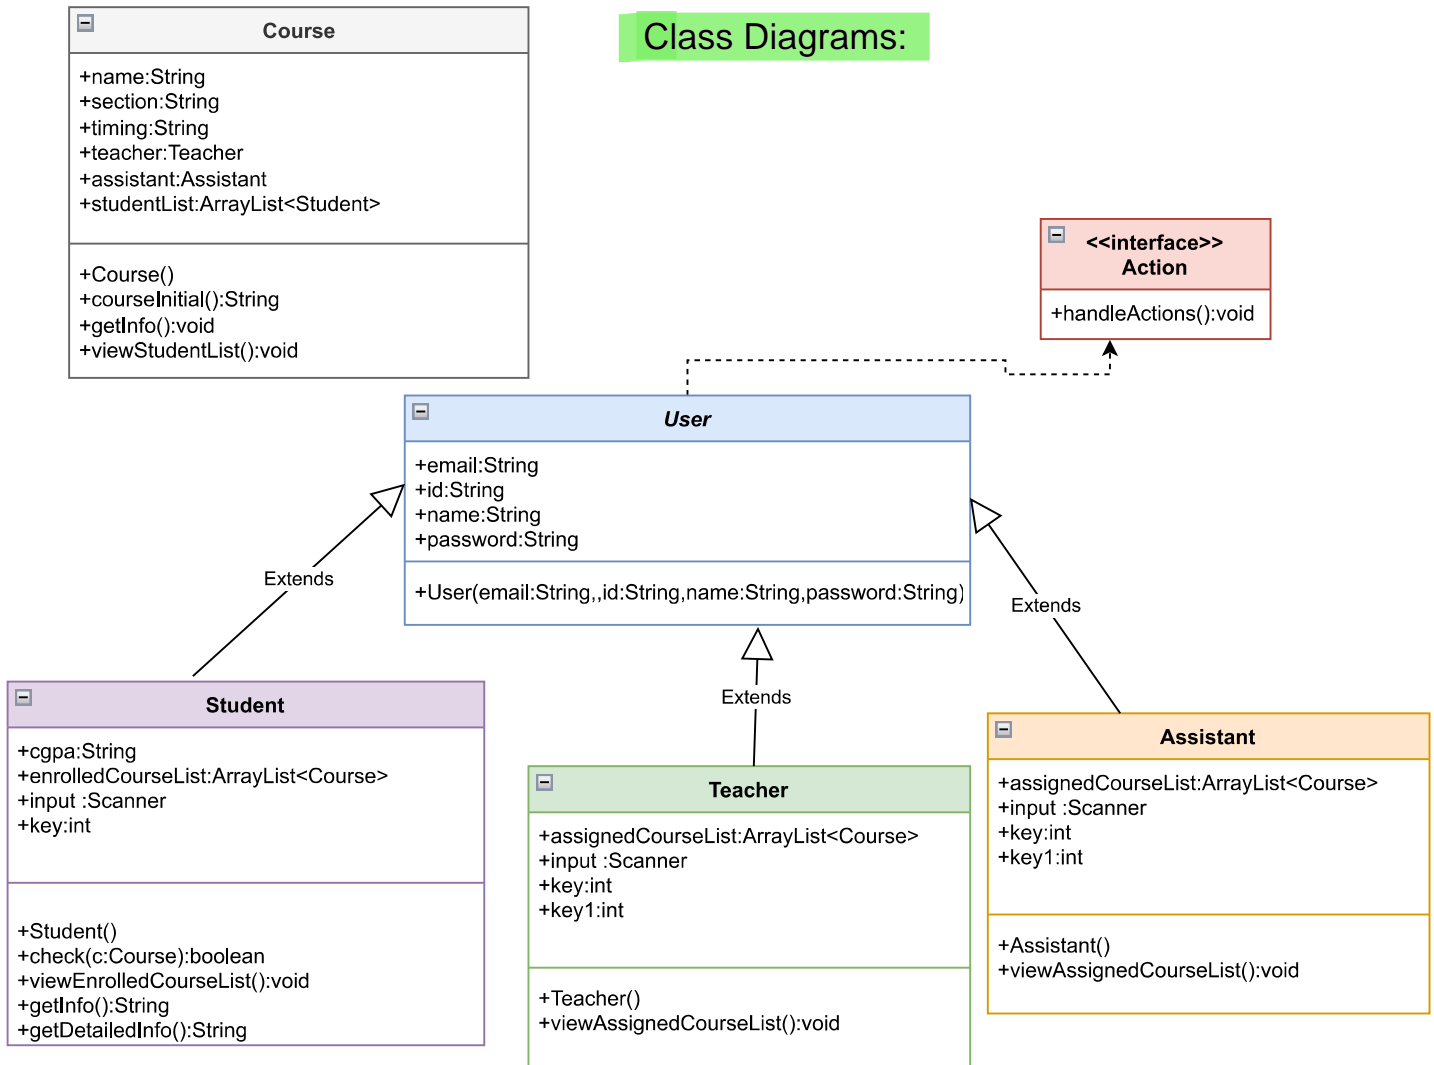 Course
+name:String
+section:String
+timing:String
+teacher:Teacher
+assistant:Assistant
+studentList:ArrayList<Student>
+Course()
+courseInitial():String
+getInfo():void
+viewStudentList():void
Class Diagrams:
<<interface>>
Action
+handleActions():void
User
+email:String
+id:String
+name:String
+password:String
+User(email:String,,id:String,name:String,password:String)
Extends
Extends
Extends
Student
+cgpa:String
+enrolledCourseList:ArrayList<Course>
+input :Scanner
+key:int
+Student()
+check(c:Course):boolean
+viewEnrolledCourseList():void
+getInfo():String
+getDetailedInfo():String
Teacher
+assignedCourseList:ArrayList<Course>
+input :Scanner
+key:int
+key1:int
+Teacher()
+viewAssignedCourseList():void
Assistant
+assignedCourseList:ArrayList<Course>
+input :Scanner
+key:int
+key1:int
+Assistant()
+viewAssignedCourseList():void